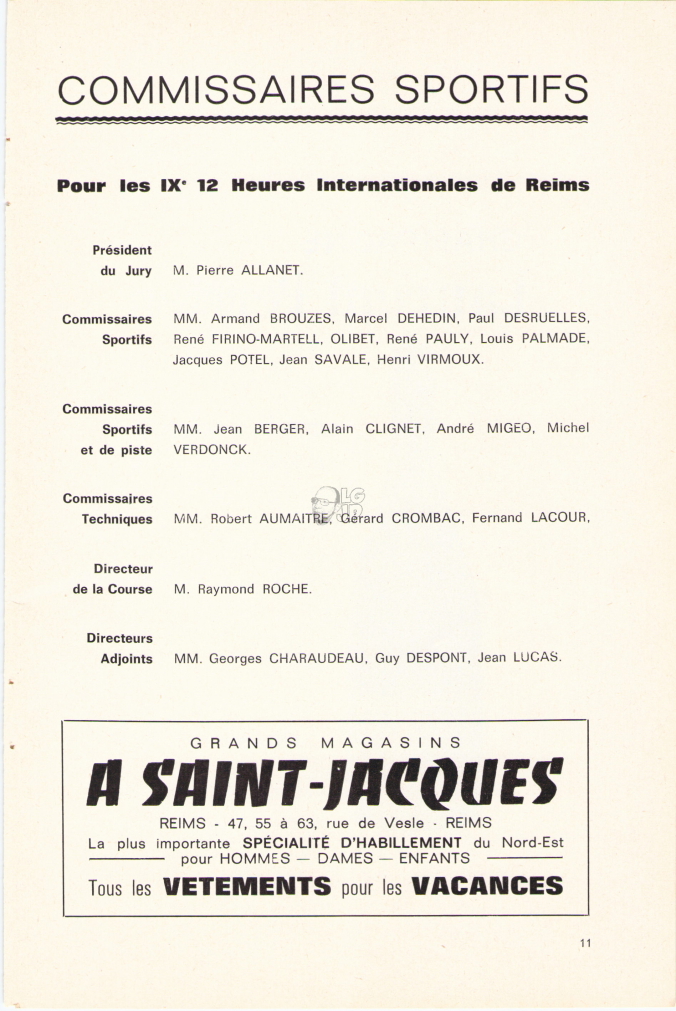 COMMISSAIRES SPORTIFS
Pour les IXe 12 Heures Internationales de Reims
Président
du Jury M. Pierre ALLANET.
Commissaires MM. Armand BROUZES, Marcel DEHEDIN, Paul DESRUELLES,
Sportifs René FIRINO-MARTELL, OLIBET, René PAULY, Louis PALMADE,
Jacques POTEL, Jean SAVALE, Henri VIRMOUX.
Commissaires
Sportifs MM. Jean BERGER, Alain CLIGNET, André MIGEO, Michel
et de piste VERDONCK.
Commissaires
Techniques MM. Robert AUMAITRE, Gérard CROMBAC, Fernand LACOUR,
LG
JD
Directeur
de la Course M. Raymond ROCHE.
Directeurs
Adjoints MM. Georges CHARAUDEAU, Guy DESPONT, Jean LUCAS.
GRANDS MAGASINS
A SAINT-JACQUES
REIMS - 47, 55 à 63, rue de Vesle - REIMS
La plus importante SPÉCIALITÉ D'HABILLEMENT du Nord-Est
pour HOMMES — DAMES — ENFANTS
Tous les VETEMENTS pour les VACANCES
11